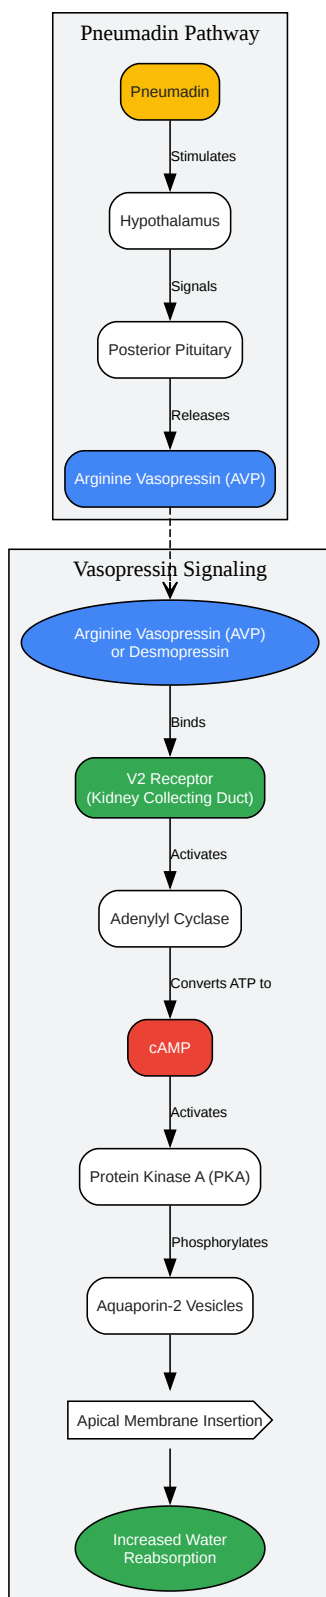 Pneumadin Pathway
Pneumadin
Stimulates
Hypothalamus
Signals
Posterior Pituitary
Releases
Arginine Vasopressin (AVP)
Vasopressin Signaling
Arginine Vasopressin (AVP)
or Desmopressin
Binds
V2 Receptor
(Kidney Collecting Duct)
Activates
Adenylyl Cyclase
Converts ATP to
cAMP
Activates
Protein Kinase A (PKA)
Phosphorylates
Aquaporin-2 Vesicles
Apical Membrane Insertion
Increased Water
Reabsorption